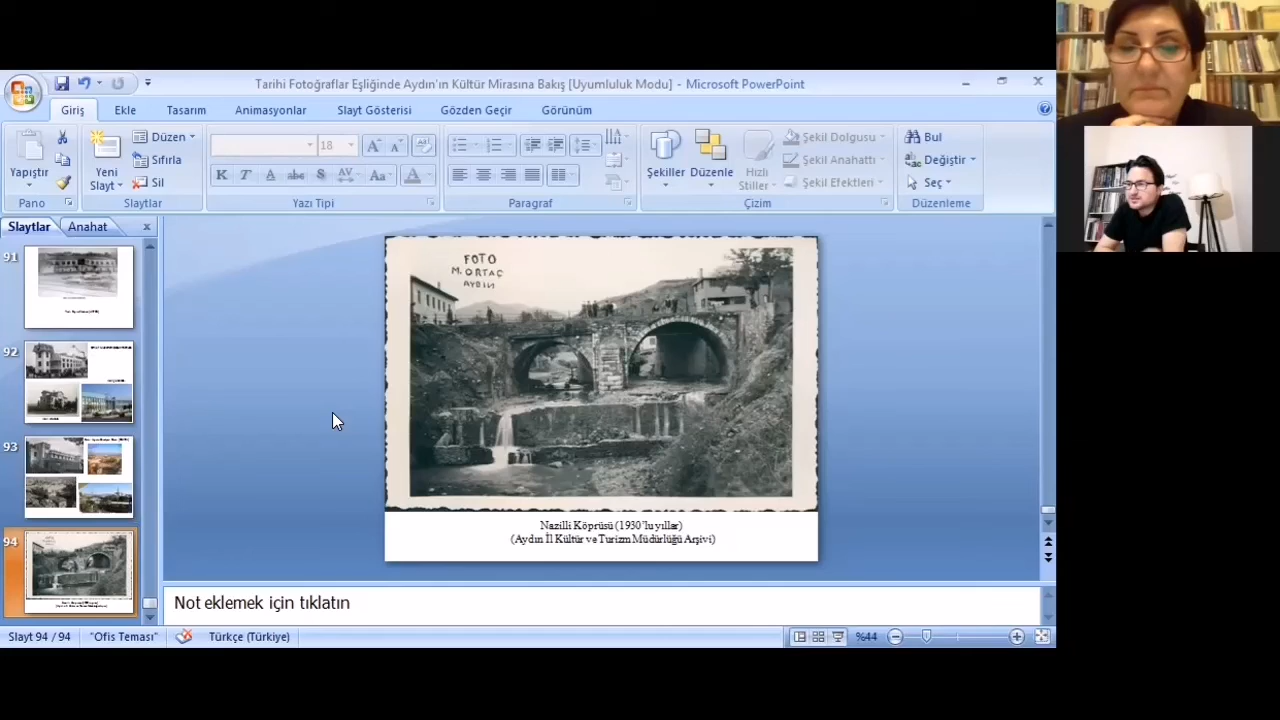 Tarihi Fotoğraflar Eşliğinde Aydın'ın Kültür Mirasına Bakış [Uyumluluk Modu] - Microsoft PowerPoint
Giriş Ekle Tasarım Animasyonlar Slayt Gösterisi Gözden Geçir Görünüm
Yapıştır
Yeni
Slayt
Düzen
Sıfırla
Sil
18
K T A abc S AV Aa A
Şekiller
Düzenle
Hızlı
Stiller
Şekil Dolgusu
Şekil Anahattı
Şekil Efektleri
Bul
Değiştir
Seç
Pano Slaytlar Yazı Tipi Paragraf Çizim Düzenleme
Slaytlar Anahat
91
92
93
94
FOTO
M. ORTAÇ
AYDIN
Nazilli Köprüsü (1930'lu yıllar)
(Aydın İl Kültür ve Turizm Müdürlüğü Arşivi)
Not eklemek için tıklatın
Slayt 94 / 94 "Ofis Teması" Türkçe (Türkiye) %44